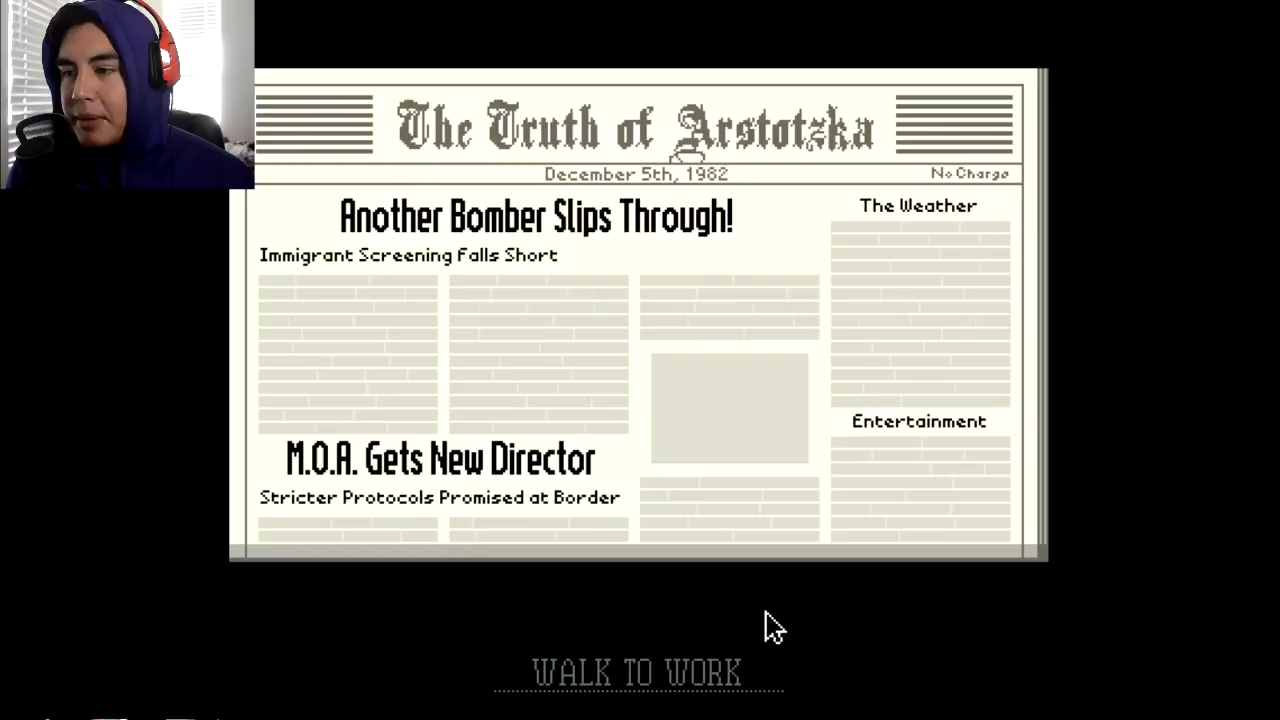 The Truth of Arstotzka
December 5th, 1982
No Charge
Another Bomber Slips Through!
Immigrant Screening Falls Short
The Weather
Entertainment
M.O.A. Gets New Director
Stricter Protocols Promised at Border
WALK TO WORK